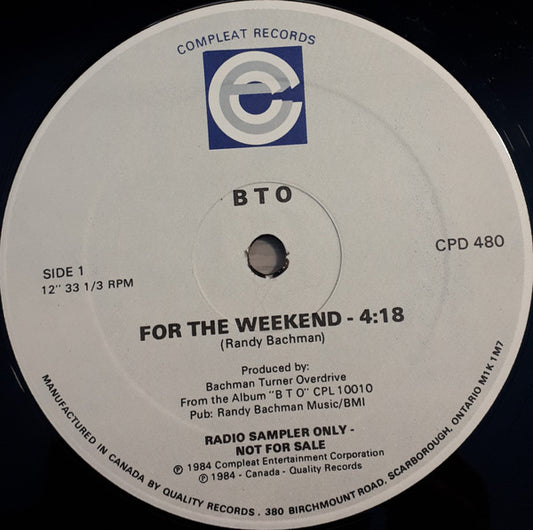 COMPLEAT RECORDS
BTO
CPD 480
SIDE 1
12" 33 1/3 RPM
FOR THE WEEKEND - 4:18
(Randy Bachman)
Produced by:
Bachman Turner Overdrive
From the Album "B T O" CPL 10010
Pub: Randy Bachman Music/BMI
RADIO SAMPLER ONLY -
NOT FOR SALE
℗ 1984 Compleat Entertainment Corporation
℗ 1984 - Canada - Quality Records
MANUFACTURED IN CANADA BY QUALITY RECORDS . 380 BIRCHMOUNT ROAD, SCARBOROUGH, ONTARIO M1K 1M7